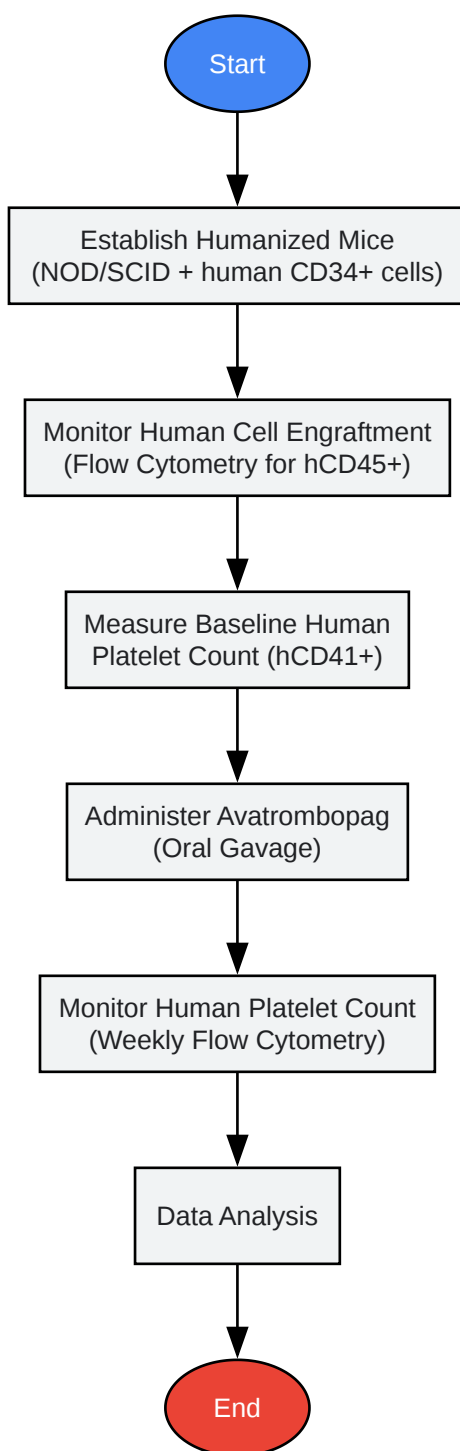 Start
Establish Humanized Mice
(NOD/SCID + human CD34+ cells)
Monitor Human Cell Engraftment
(Flow Cytometry for hCD45+)
Measure Baseline Human
Platelet Count (hCD41+)
Administer Avatrombopag
(Oral Gavage)
Monitor Human Platelet Count
(Weekly Flow Cytometry)
Data Analysis
End